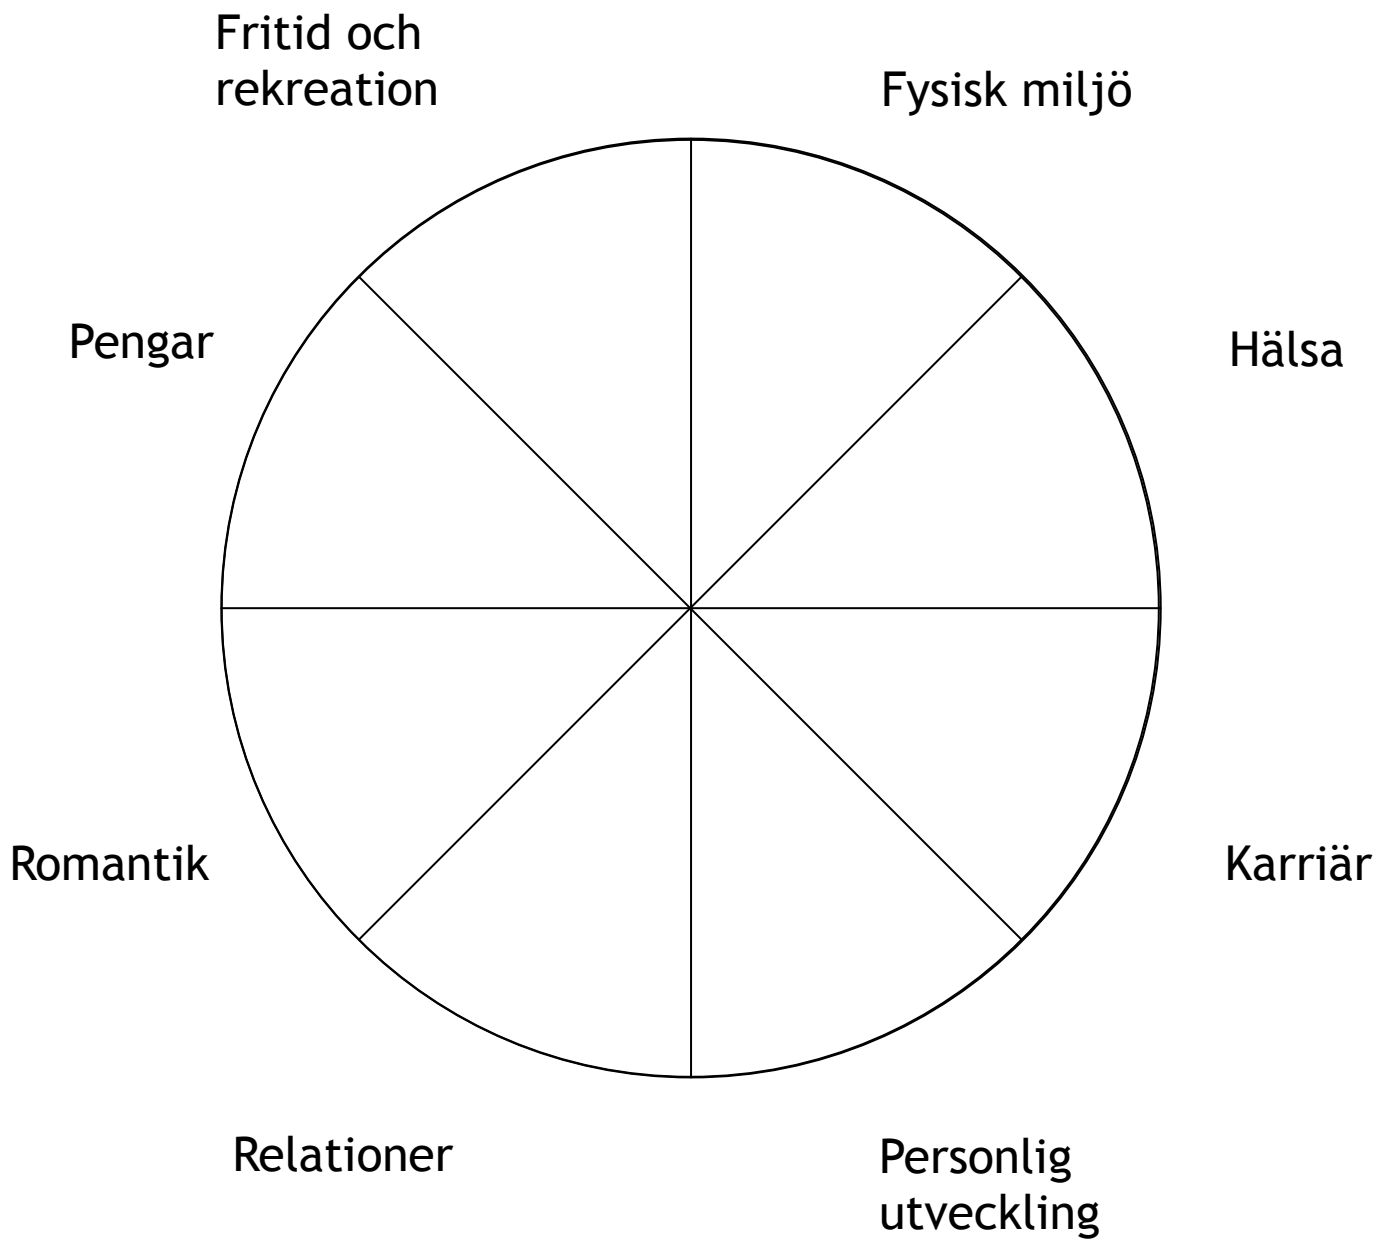 Fritid och
rekreation
Fysisk miljö
Pengar
Hälsa
Romantik
Karriär
Relationer
Personlig
utveckling